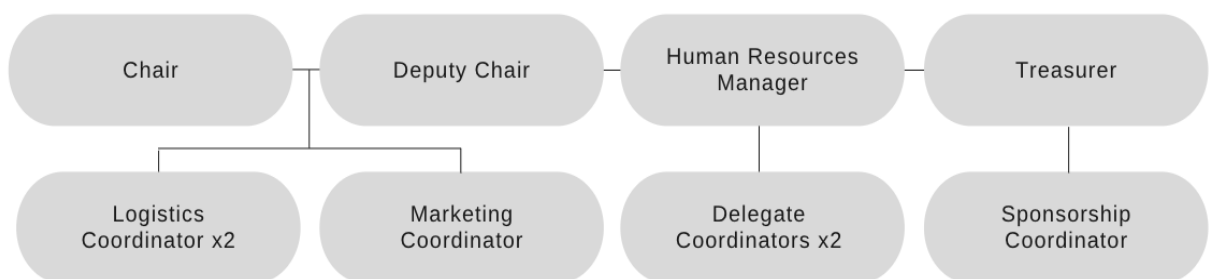 Chair
Deputy Chair
Human Resources
Manager
Treasurer
Logistics
Coordinator x2
Marketing
Coordinator
Delegate
Coordinators x2
Sponsorship
Coordinator